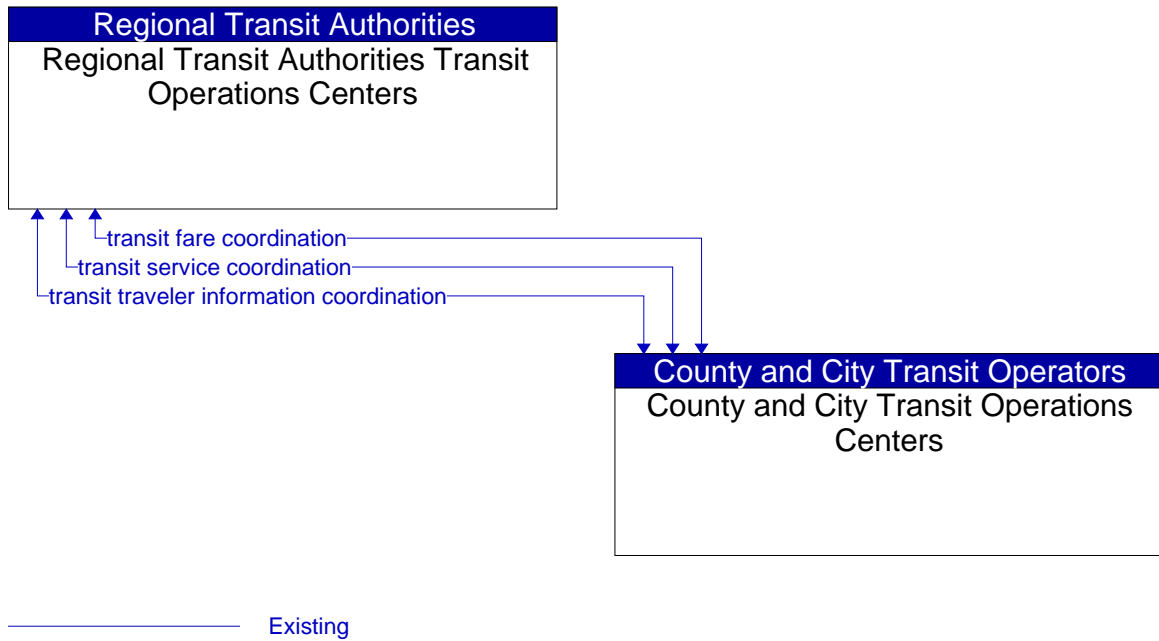 Regional Transit Authorities
Regional Transit Authorities Transit
Operations Centers
transit fare coordination
transit service coordination
transit traveler information coordination
County and City Transit Operators
County and City Transit Operations
Centers
Existing